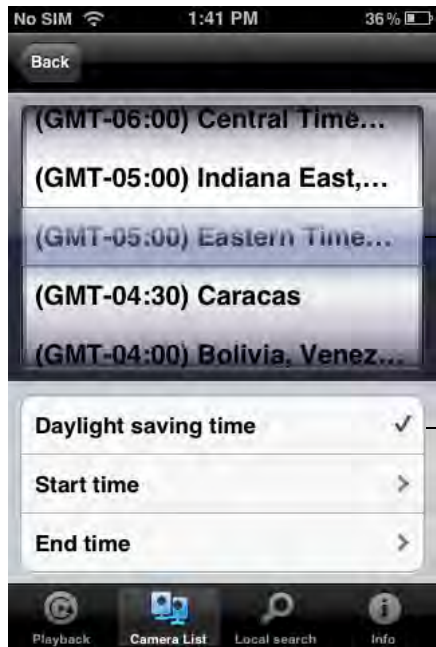 No SIM 1:41 PM 36%
Back
(GMT-06:00) Central Time...
(GMT-05:00) Indiana East,...
(GMT-05:00) Eastern Time...
(GMT-04:30) Caracas
(GMT-04:00) Bolivia, Venez...
Daylight saving time
Start time
End time
Playback Camera List Local search Info